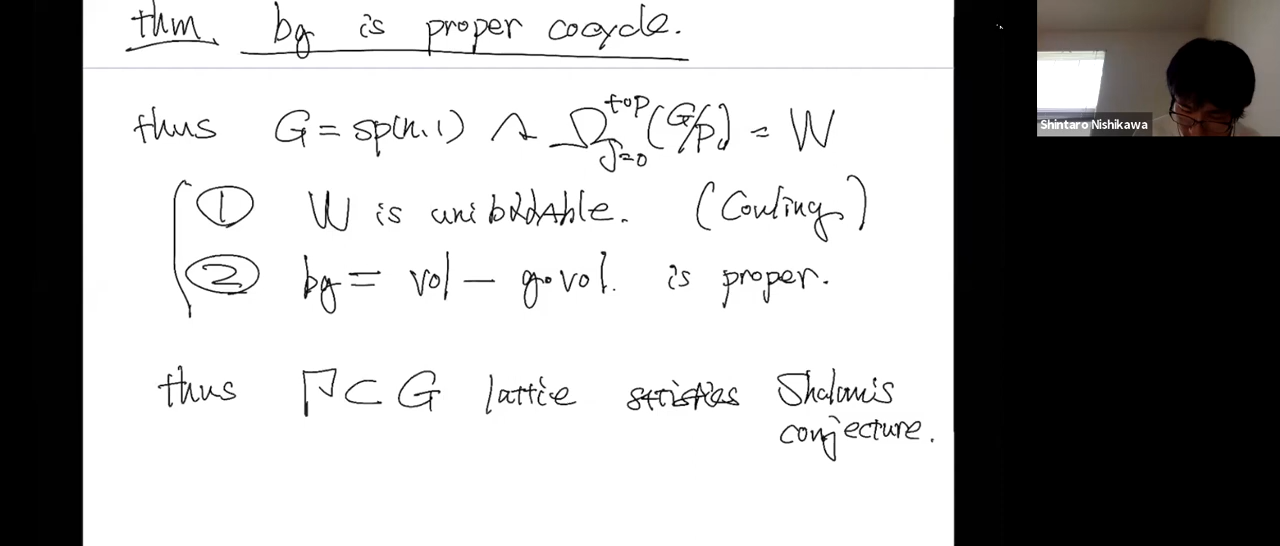 thm. bg is proper cocycle.
thus G = sp(n,1) ↷ Ω^top_∫=0 (G/P) = W
① W is unibddable. (Cowling)
② bg = vol − g∘vol. is proper.
thus Γ ⊂ G lattice satisfies Shalom's
conjecture.
Shintaro Nishikawa